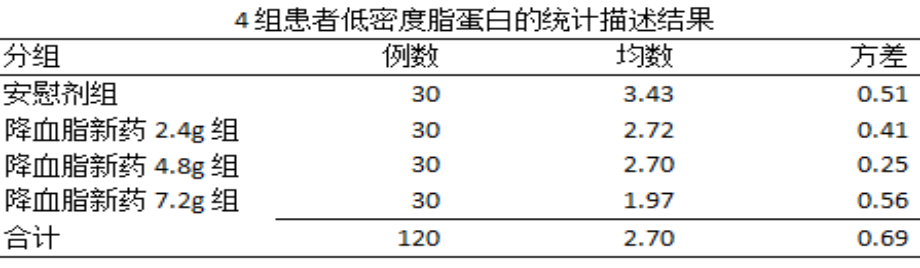 4组患者低密度脂蛋白的统计描述结果
分组 例数 均数 方差
安慰剂组 30 3.43 0.51
降血脂新药 2.4g 组 30 2.72 0.41
降血脂新药 4.8g 组 30 2.70 0.25
降血脂新药 7.2g 组 30 1.97 0.56
合计 120 2.70 0.69